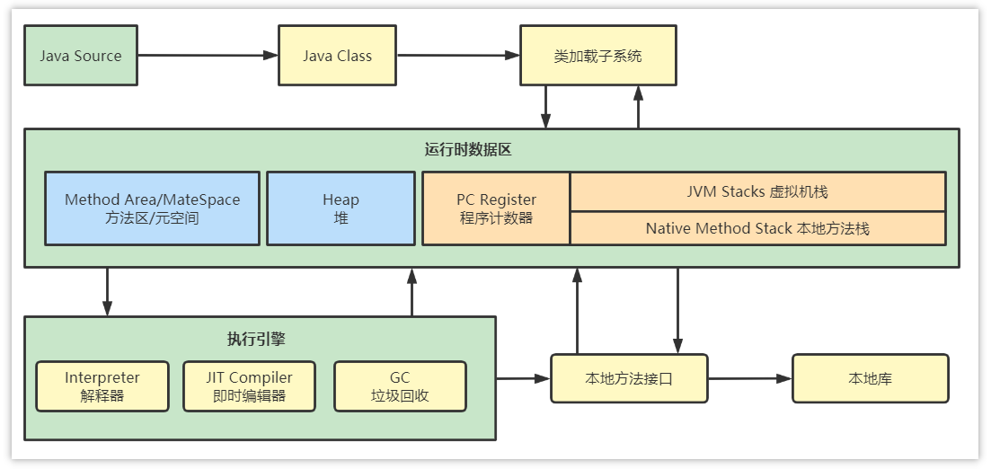 Java Source
Java Class
类加载子系统
运行时数据区
Method Area/MateSpace
方法区/元空间
Heap
堆
PC Register
程序计数器
JVM Stacks 虚拟机栈
Native Method Stack 本地方法栈
执行引擎
Interpreter
解释器
JIT Compiler
即时编辑器
GC
垃圾回收
本地方法接口
本地库